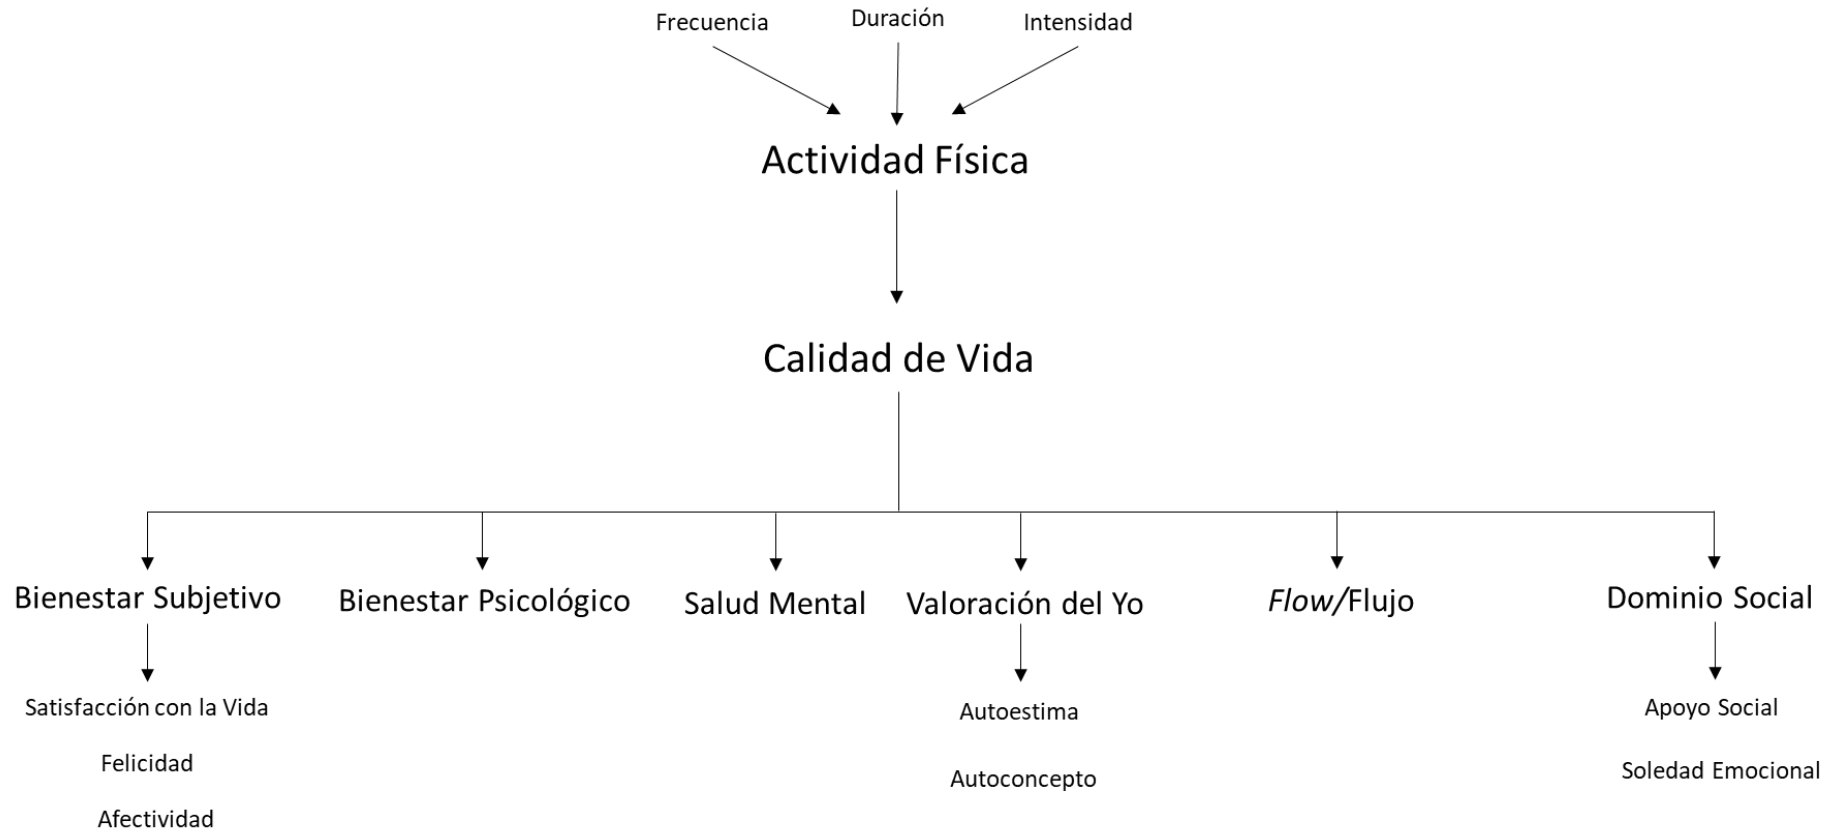 Frecuencia
Duración
Intensidad
Actividad Física
Calidad de Vida
Bienestar Subjetivo
Bienestar Psicológico
Salud Mental
Valoración del Yo
Flow/Flujo
Dominio Social
Satisfacción con la Vida
Felicidad
Afectividad
Autoestima
Autoconcepto
Apoyo Social
Soledad Emocional